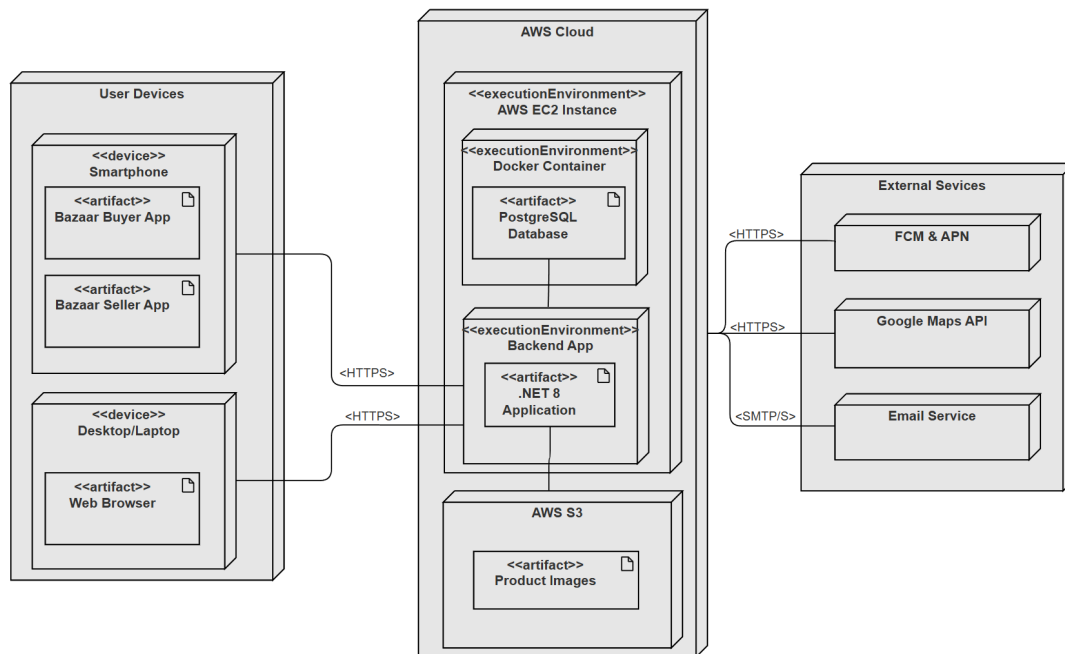 User Devices
<<device>>
Smartphone
<<artifact>>
Bazaar Buyer App
<<artifact>>
Bazaar Seller App
<<device>>
Desktop/Laptop
<<artifact>>
Web Browser
<HTTPS>
<HTTPS>
AWS Cloud
<<executionEnvironment>>
AWS EC2 Instance
<<executionEnvironment>>
Docker Container
<<artifact>>
PostgreSQL
Database
<<executionEnvironment>>
Backend App
<<artifact>>
.NET 8
Application
AWS S3
<<artifact>>
Product Images
<HTTPS>
<HTTPS>
<SMTP/S>
External Sevices
FCM & APN
Google Maps API
Email Service